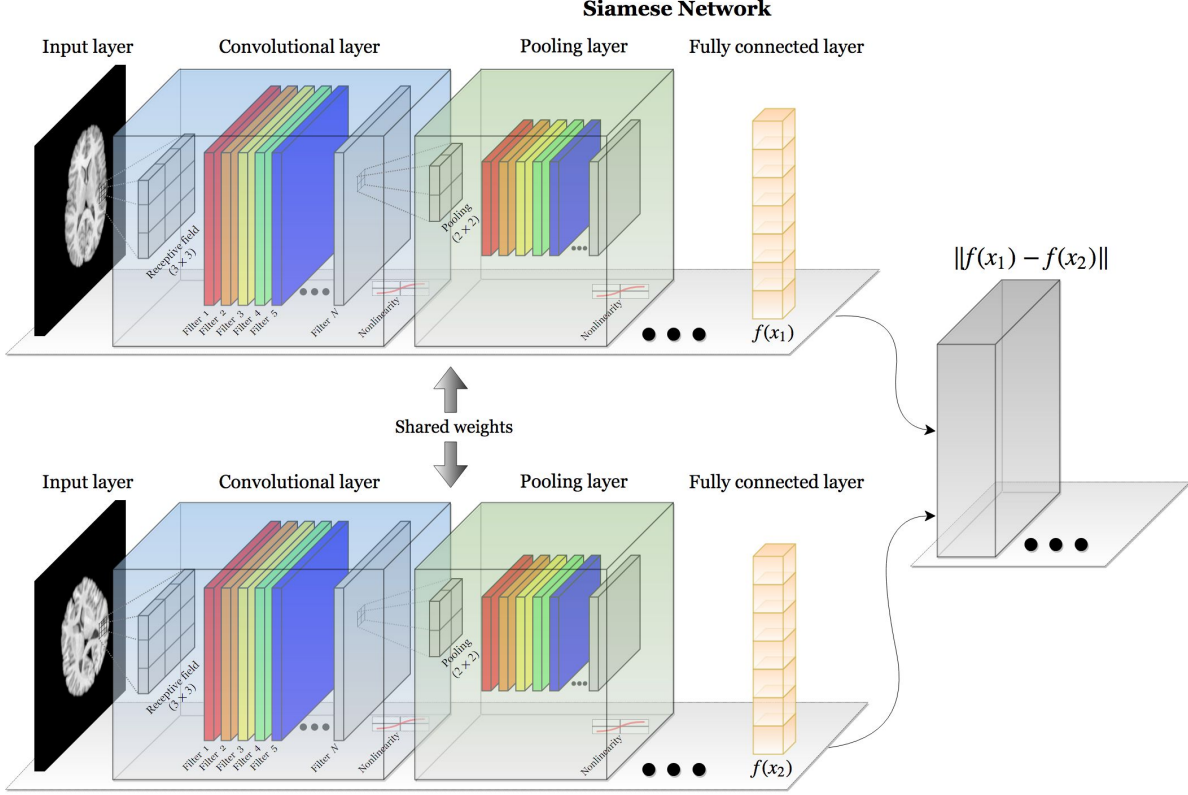 Siamese Network
Input layer
Convolutional layer
Pooling layer
Fully connected layer
Receptive field
(3 × 3)
Filter 1
Filter 2
Filter 3
Filter 4
Filter 5
Filter N
Nonlinearity
Pooling
(2 × 2)
Nonlinearity
f(x₁)
||f(x₁) − f(x₂)||
Shared weights
Input layer
Convolutional layer
Pooling layer
Fully connected layer
Receptive field
(3 × 3)
Filter 1
Filter 2
Filter 3
Filter 4
Filter 5
Filter N
Nonlinearity
Pooling
(2 × 2)
Nonlinearity
f(x₂)